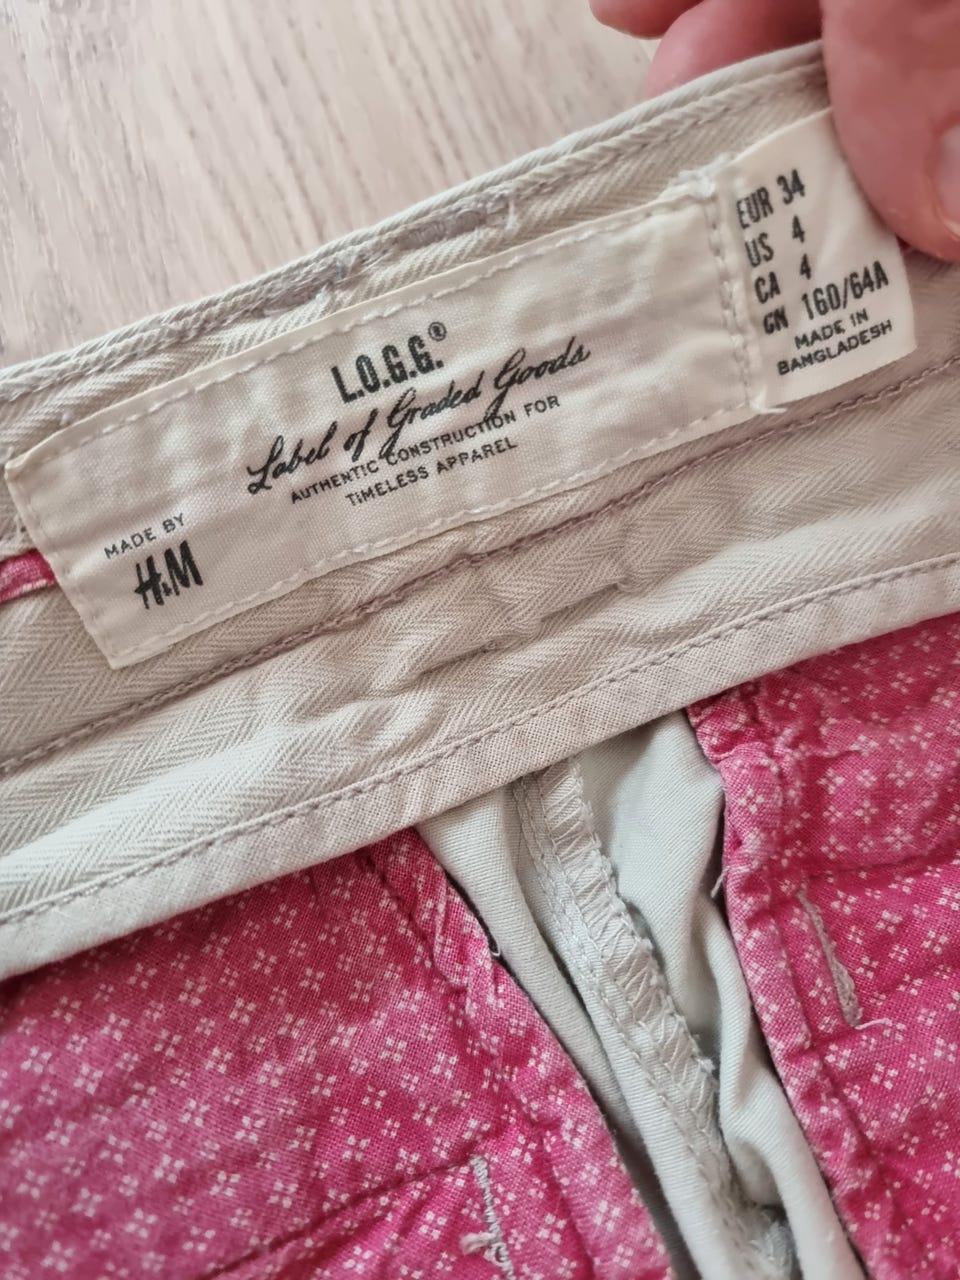 L.O.G.G.®
Label of Graded Goods
AUTHENTIC CONSTRUCTION FOR
TIMELESS APPAREL
MADE BY
H&M
EUR 34
US 4
CA 4
CN 160/64A
MADE IN
BANGLADESH